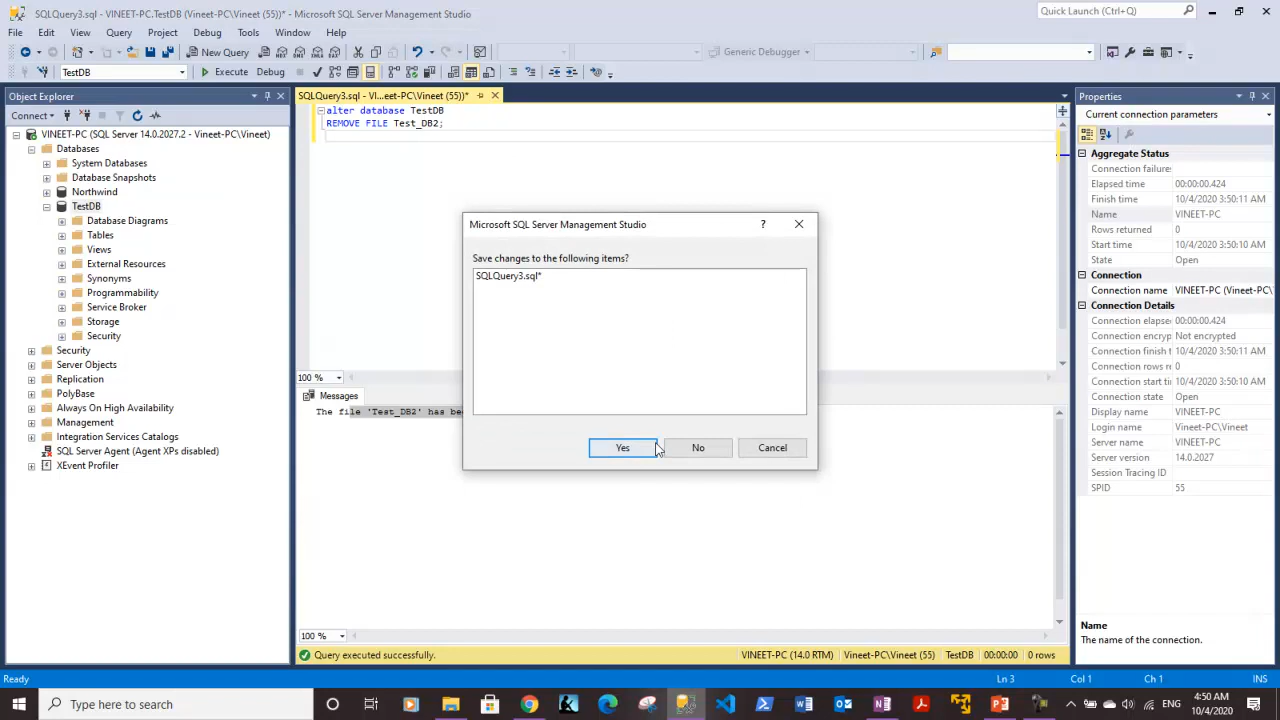 SQLQuery3.sql - VINEET-PC.TestDB (Vineet-PC\Vineet (55))* - Microsoft SQL Server Management Studio
Quick Launch (Ctrl+Q)
File Edit View Query Project Debug Tools Window Help
New Query
Generic Debugger
TestDB
Execute Debug
Object Explorer
Connect
VINEET-PC (SQL Server 14.0.2027.2 - Vineet-PC\Vineet)
Databases
System Databases
Database Snapshots
Northwind
TestDB
Database Diagrams
Tables
Views
External Resources
Synonyms
Programmability
Service Broker
Storage
Security
Security
Server Objects
Replication
PolyBase
Always On High Availability
Management
Integration Services Catalogs
SQL Server Agent (Agent XPs disabled)
XEvent Profiler
SQLQuery3.sql - VI...eet-PC\Vineet (55))*
alter database TestDB
REMOVE FILE Test_DB2;
100 %
Messages
The file 'Test_DB2' has be
100 %
Query executed successfully.
VINEET-PC (14.0 RTM) Vineet-PC\Vineet (55) TestDB 00:00:00 0 rows
Microsoft SQL Server Management Studio ?
Save changes to the following items?
SQLQuery3.sql*
Yes No Cancel
Properties
Current connection parameters
Aggregate Status
Connection failure
Elapsed time 00:00:00.424
Finish time 10/4/2020 3:50:11 AM
Name VINEET-PC
Rows returned 0
Start time 10/4/2020 3:50:10 AM
State Open
Connection
Connection name VINEET-PC (Vineet-PC\
Connection Details
Connection elapse 00:00:00.424
Connection encryp Not encrypted
Connection finish t 10/4/2020 3:50:11 AM
Connection rows re 0
Connection start tii 10/4/2020 3:50:10 AM
Connection state Open
Display name VINEET-PC
Login name Vineet-PC\Vineet
Server name VINEET-PC
Server version 14.0.2027
Session Tracing ID
SPID 55
Name
The name of the connection.
Ready
Ln 3 Col 1 Ch 1 INS
Type here to search
4:50 AM
10/4/2020